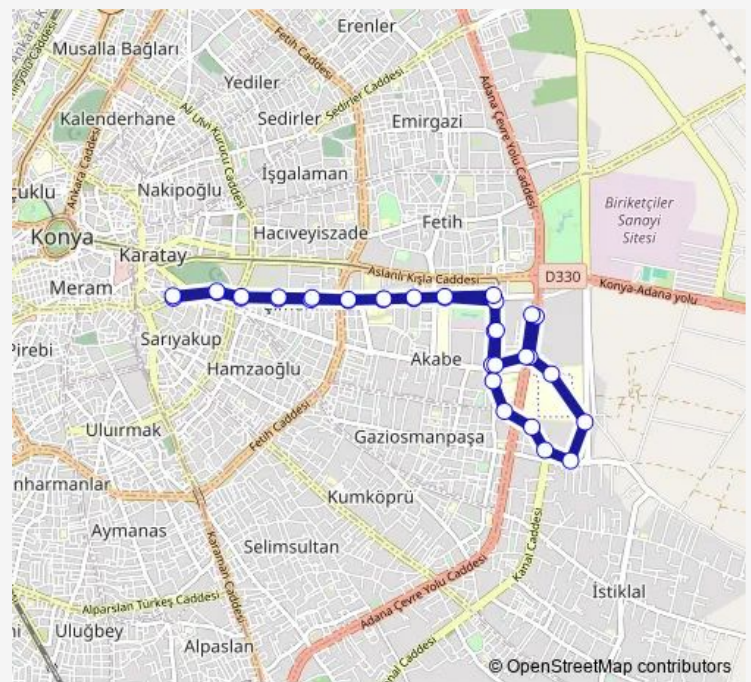 Erenler
Fetih Caddesi
Musalla Bağları
Yediler
Adana Çevre Yolu Caddesi
Sedirler Caddesi
Ali Ulvi Kurucu Caddesi
Kalenderhane
Sedirler
Emirgazi
Ankara Caddesi
İşgalaman
Nakipoğlu
Biriketçiler
Sanayi
Sitesi
Fetih
Konya
Hacıveyiszade
Karatay
Aslanlı Kışla Caddesi
D330
Meram
Konya-Adana yolu
Sarıyakup
Pirebi
Akabe
Hamzaoğlu
Uluırmak
Fetih Caddesi
Gaziosmanpaşa
Kumköprü
Aymanas
Selimsultan
Karaman Caddesi
Kanal Caddesi
İstiklal
Alparslan Türkeş Caddesi
Adana Çevre Yolu Caddesi
Uluğbey
Alpaslan
© OpenStreetMap contributors